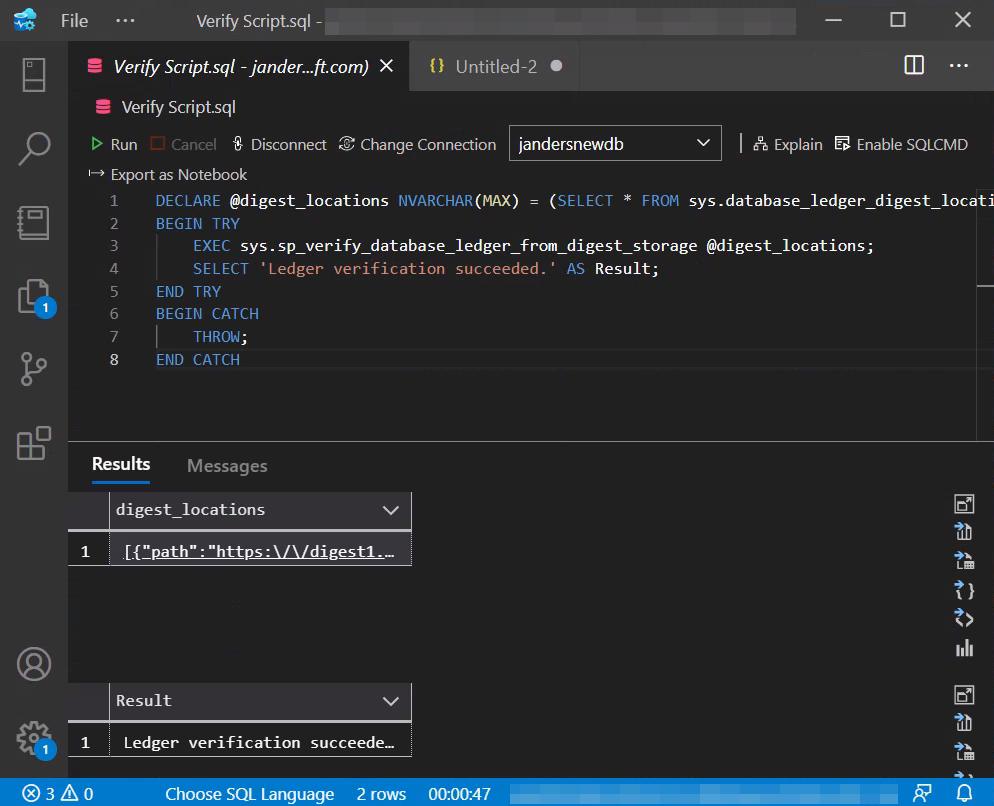 File ··· Verify Script.sql -
Verify Script.sql - jander...ft.com) {} Untitled-2
Verify Script.sql
Run Cancel Disconnect Change Connection jandersnewdb Explain Enable SQLCMD
Export as Notebook
1 DECLARE @digest_locations NVARCHAR(MAX) = (SELECT * FROM sys.database_ledger_digest_locati
2 BEGIN TRY
3 EXEC sys.sp_verify_database_ledger_from_digest_storage @digest_locations;
4 SELECT 'Ledger verification succeeded.' AS Result;
5 END TRY
6 BEGIN CATCH
7 THROW;
8 END CATCH
1
Results Messages
digest_locations
1 [{"path":"https:\/\/digest1.…
Result
1 Ledger verification succeede…
1
3 0 Choose SQL Language 2 rows 00:00:47